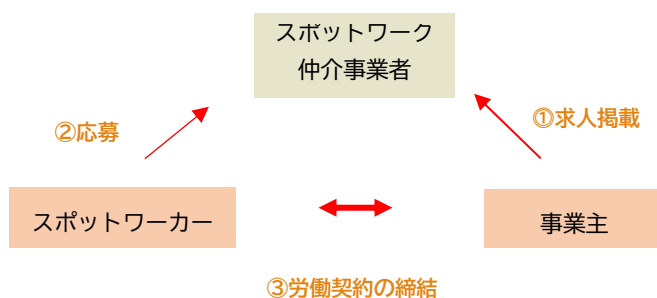 スボットワーク
仲介事業者
②応募
①求人掲載
スポットワーカー
事業主
③労働契約の締結